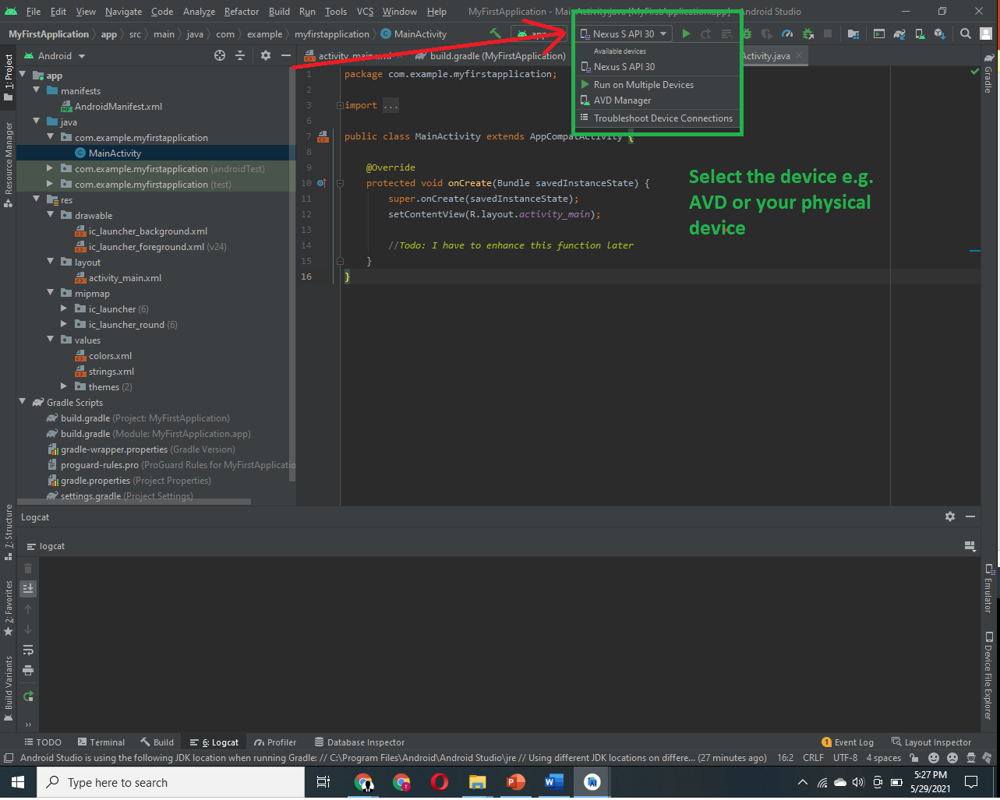 File Edit View Navigate Code Analyze Refactor Build Run Tools VCS Window Help MyFirstApplication - MainActivity.java [MyFirstApplication.app] - Android Studio
MyFirstApplication app src main java com example myfirstapplication MainActivity app Nexus S API 30
Available devices
Nexus S API 30
Run on Multiple Devices
AVD Manager
Troubleshoot Device Connections
Android
activity_main.xml build.gradle (MyFirstApplication) Activity.java
1: Project
Resource Manager
7: Structure
2: Favorites
Build Variants
app
manifests
AndroidManifest.xml
java
com.example.myfirstapplication
MainActivity
com.example.myfirstapplication (androidTest)
com.example.myfirstapplication (test)
res
drawable
ic_launcher_background.xml
ic_launcher_foreground.xml (v24)
layout
activity_main.xml
mipmap
ic_launcher (6)
ic_launcher_round (6)
values
colors.xml
strings.xml
themes (2)
Gradle Scripts
build.gradle (Project: MyFirstApplication)
build.gradle (Module: MyFirstApplication.app)
gradle-wrapper.properties (Gradle Version)
proguard-rules.pro (ProGuard Rules for MyFirstApplicatio
gradle.properties (Project Properties)
settings.gradle (Project Settings)
1 package com.example.myfirstapplication;
2
3 import ...
6
7 public class MainActivity extends AppCompatActivity {
8
9 @Override
10 protected void onCreate(Bundle savedInstanceState) {
11 super.onCreate(savedInstanceState);
12 setContentView(R.layout.activity_main);
13
14 //Todo: I have to enhance this function later
15 }
16 }
Select the device e.g.
AVD or your physical
device
Gradle
Emulator
Device File Explorer
Logcat
logcat
TODO Terminal Build 6: Logcat Profiler Database Inspector 1 Event Log Layout Inspector
Android Studio is using the following JDK location when running Gradle: // C:\Program Files\Android\Android Studio\jre // Using different JDK locations on differe... (27 minutes ago) 16:2 CRLF UTF-8 4 spaces
Type here to search
5:27 PM
5/29/2021